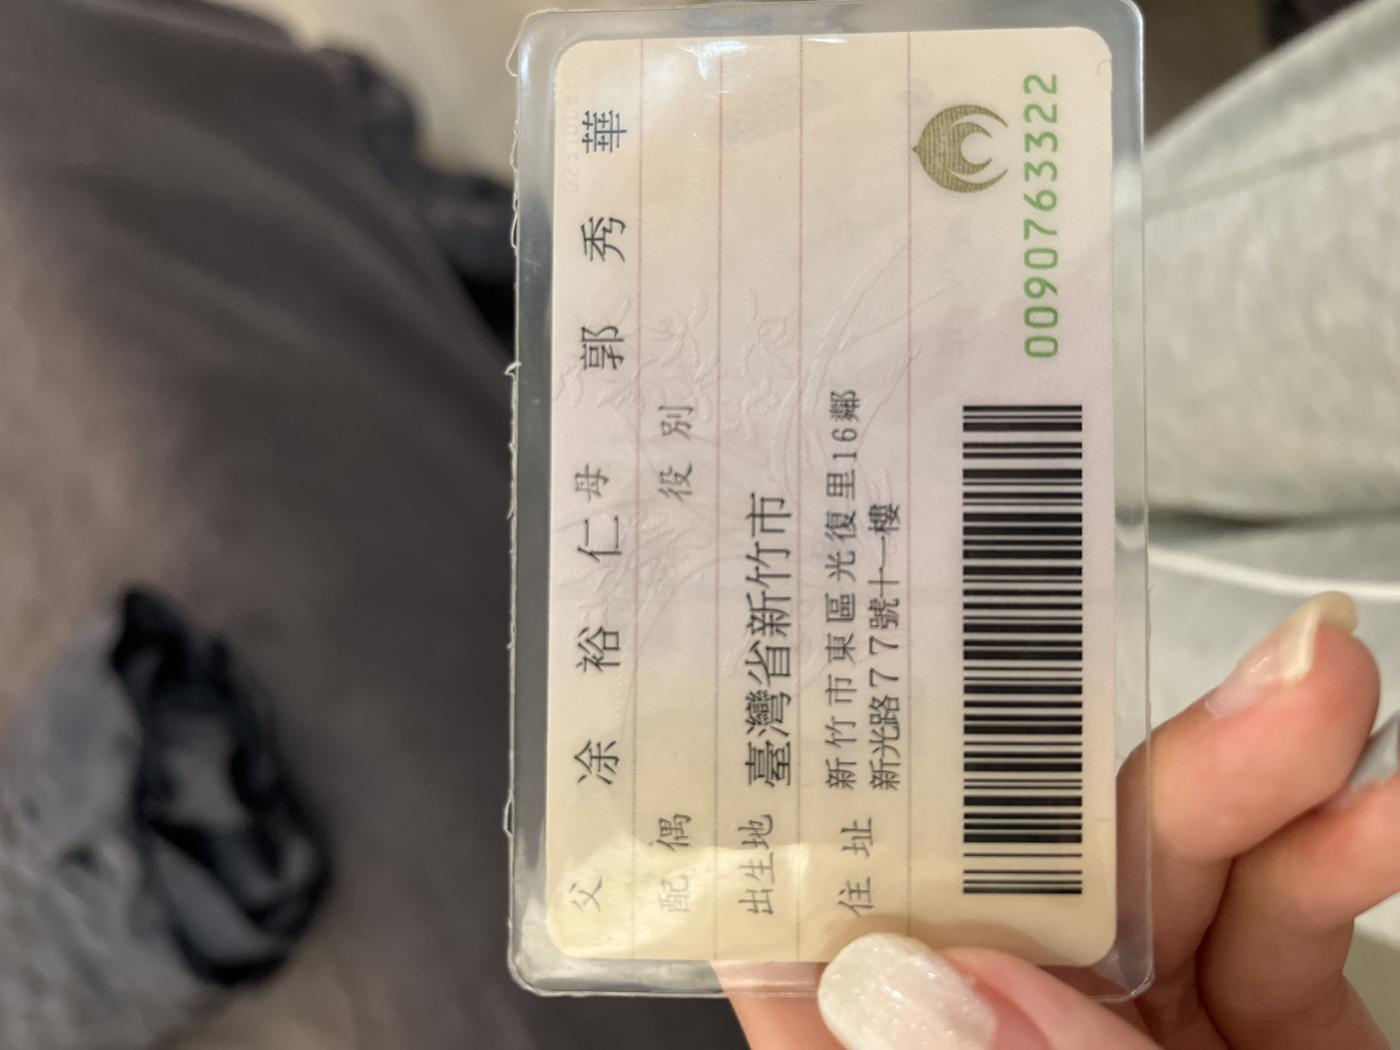 父 凃裕仁 母 郭秀華
配偶 役別
出生地 臺灣省新竹市
住址 新竹市東區光復里16鄰
新光路77號十一樓
0090763322